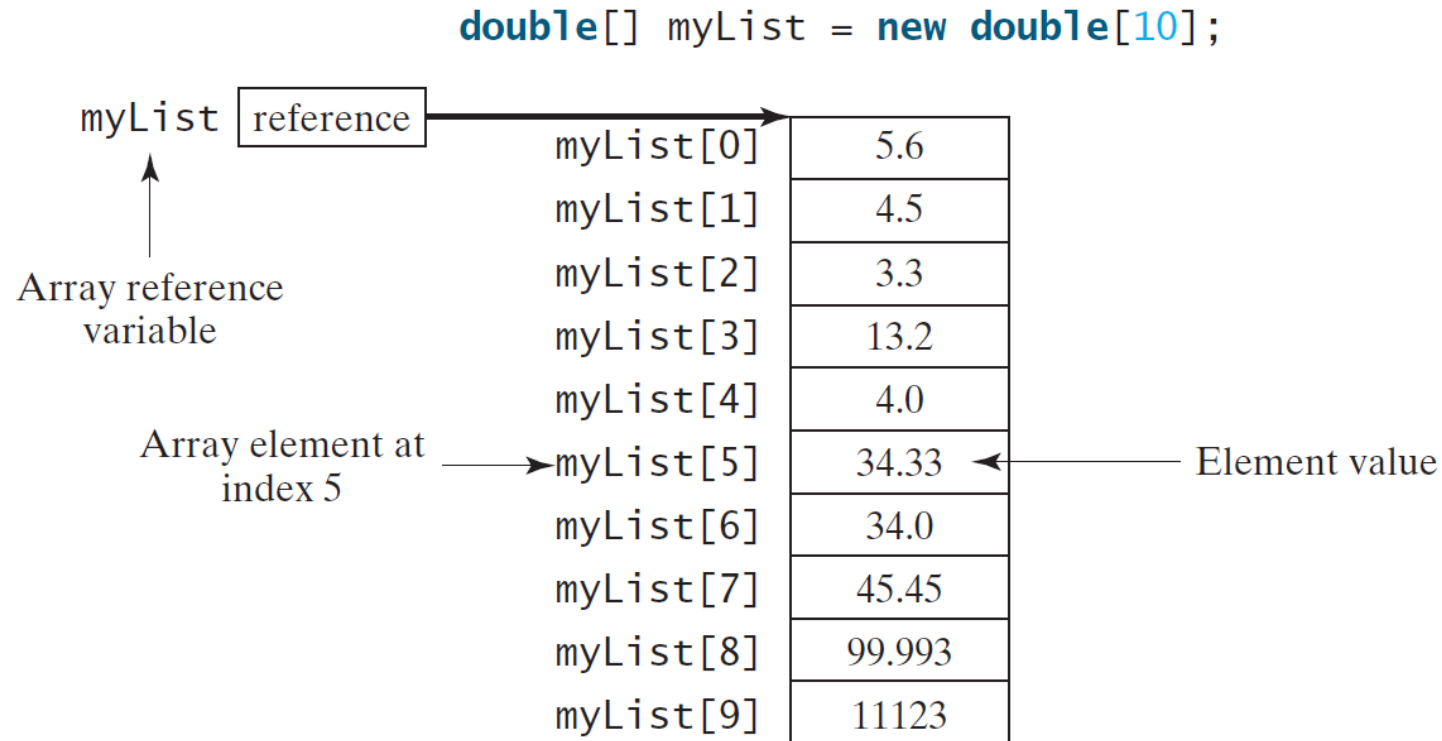 double[] myList = new double[10];
myList reference
myList[0] 5.6
myList[1] 4.5
myList[2] 3.3
Array reference
variable
myList[3] 13.2
myList[4] 4.0
Array element at
index 5
myList[5] 34.33 Element value
myList[6] 34.0
myList[7] 45.45
myList[8] 99.993
myList[9] 11123